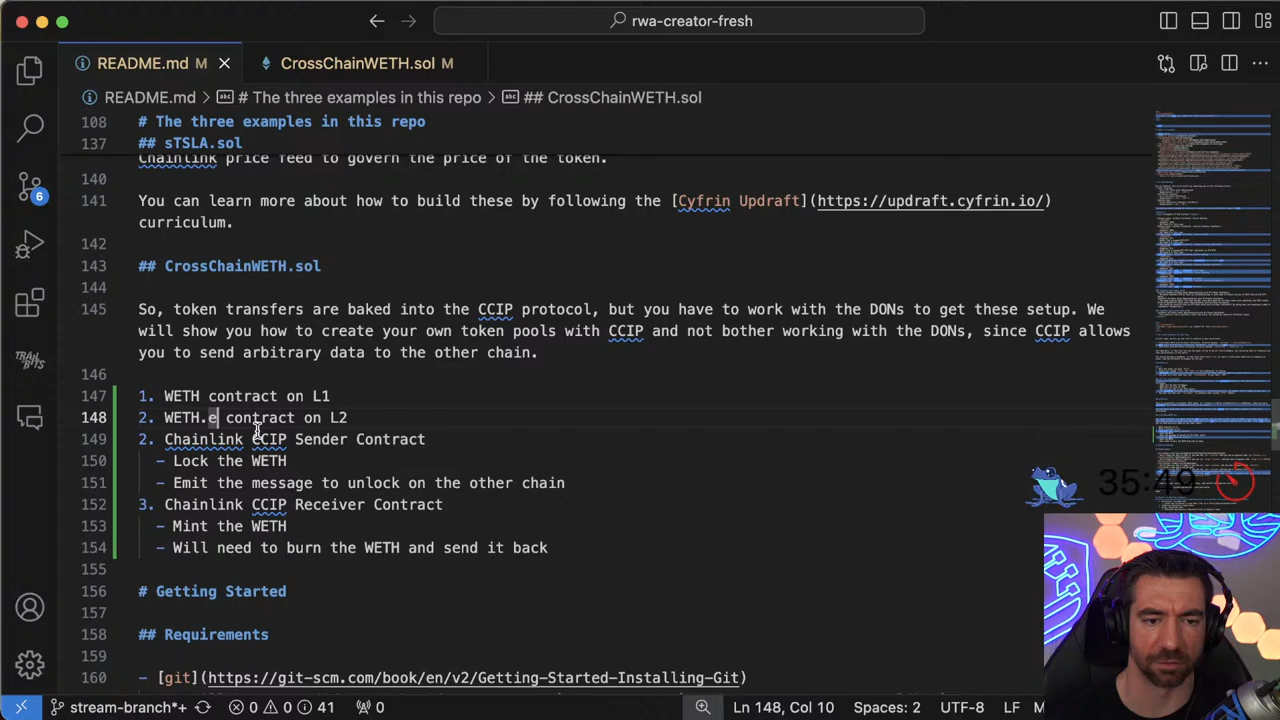 rwa-creator-fresh
README.md M
CrossChainWETH.sol M
README.md > # The three examples in this repo > ## CrossChainWETH.sol
108 # The three examples in this repo
137 ## sTSLA.sol
Chainlink price feed to govern the price of the token.
140
141 You can learn more about how to build these by following the [Cyfrin Updraft](https://updraft.cyfrin.io/)
curriculum.
142
143 ## CrossChainWETH.sol
144
145 So, token transfers are baked into the CCIP protocol, but you have to work with the DONs to get these setup. We
will show you how to create your own token pols with CCIP and not bother working with the DONs, since CCIP allows
you to send arbitrary data to the other chain.
146
147 1. WETH contract on L1
148 2. WETH.e contract on L2
149 2. Chainlink CCIP Sender Contract
150 - Lock the WETH
151 - Emit the message to unlock on the other chain
152 3. Chainlink CCIP Receiver Contract
153 - Mint the WETH
154 - Will need to burn the WETH and send it back
155
156 # Getting Started
157
158 ## Requirements
159
160 - [git](https://git-scm.com/book/en/v2/Getting-Started-Installing-Git)
6
35:49
stream-branch*+ 0 0 41 0 Ln 148, Col 10 Spaces: 2 UTF-8 LF